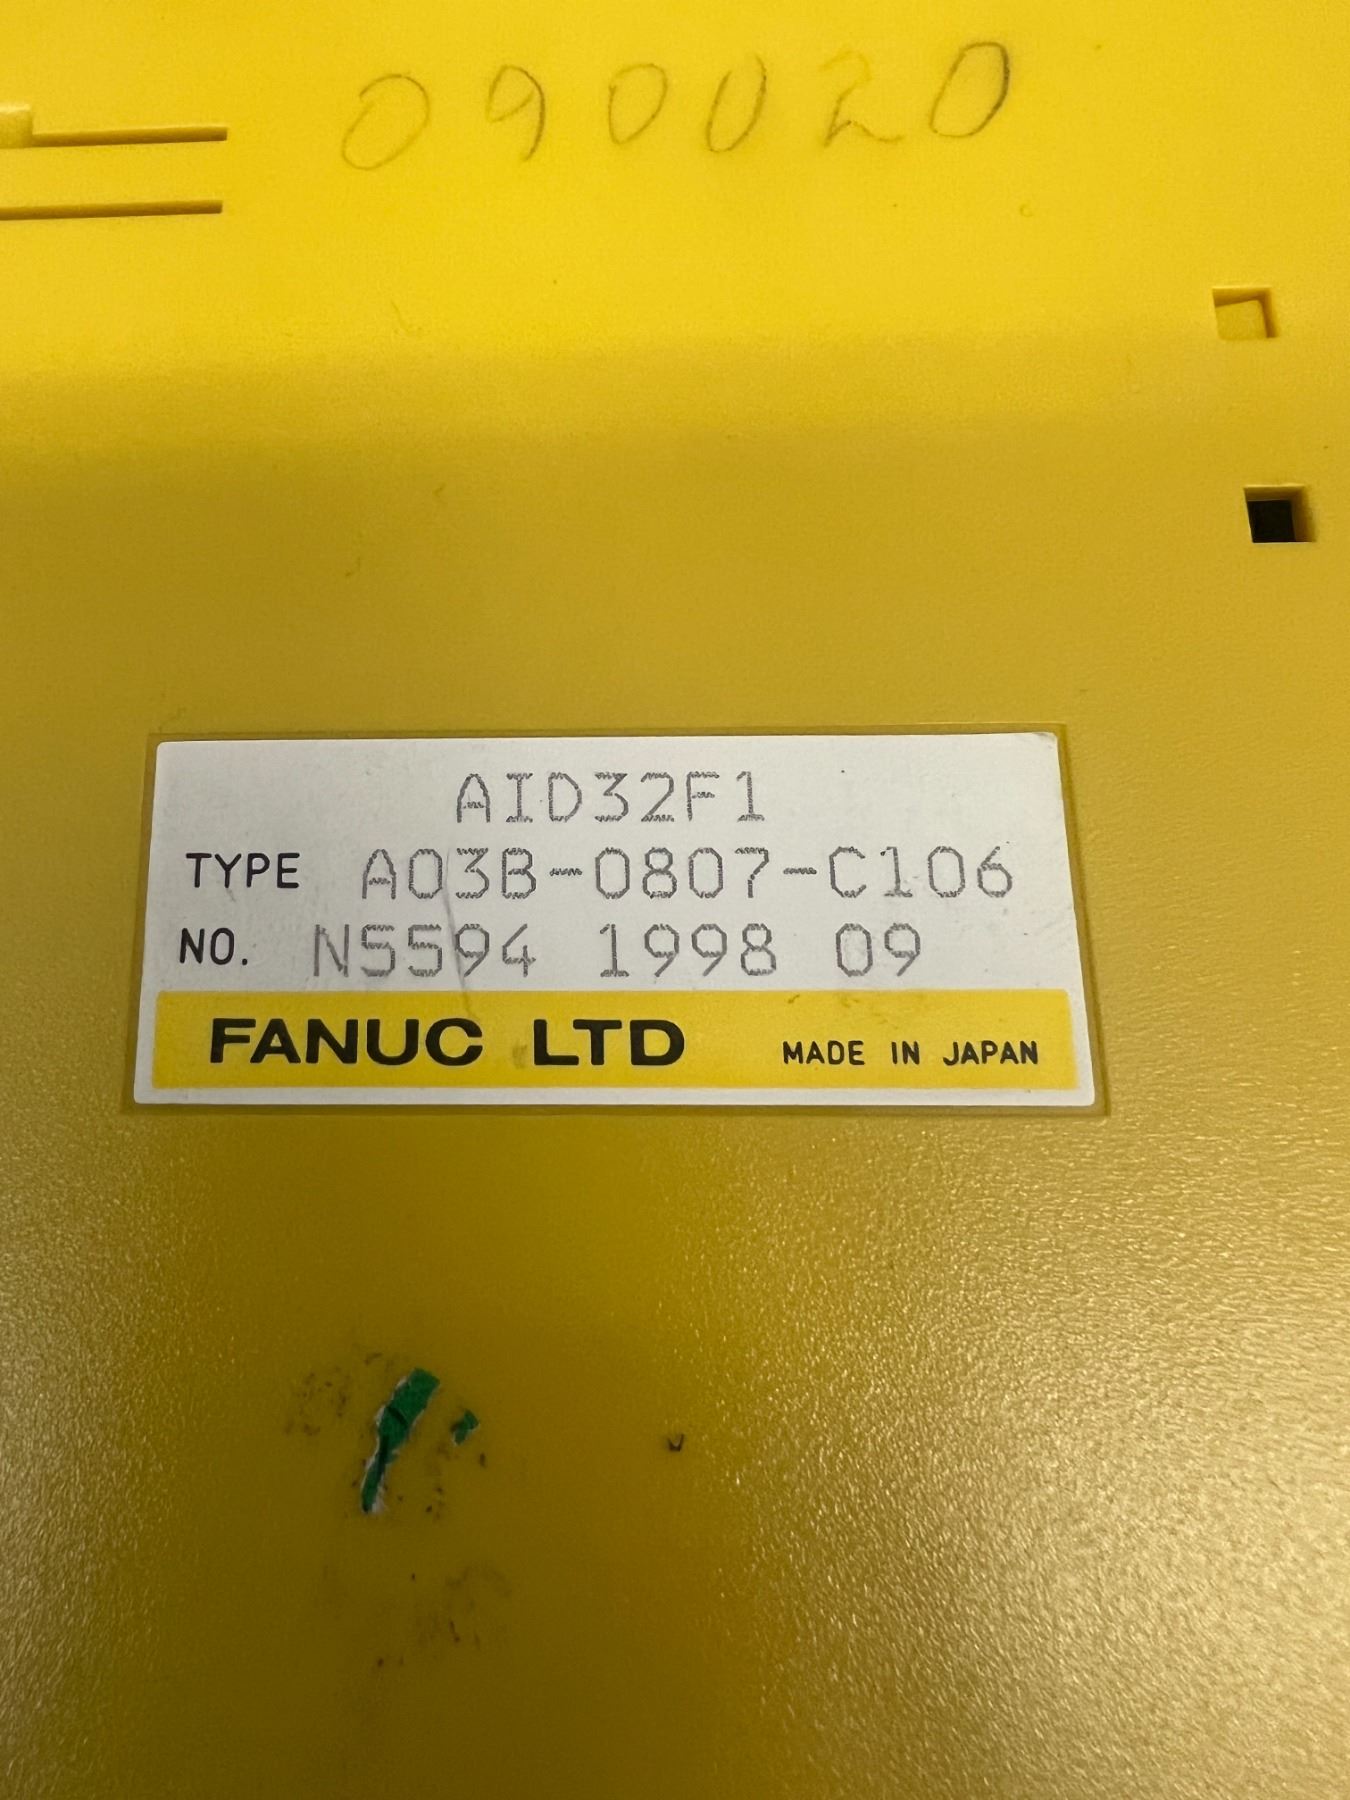 090020
AID32F1
TYPE A03B-0807-C106
NO. N5594 1998 09
FANUC LTD MADE IN JAPAN